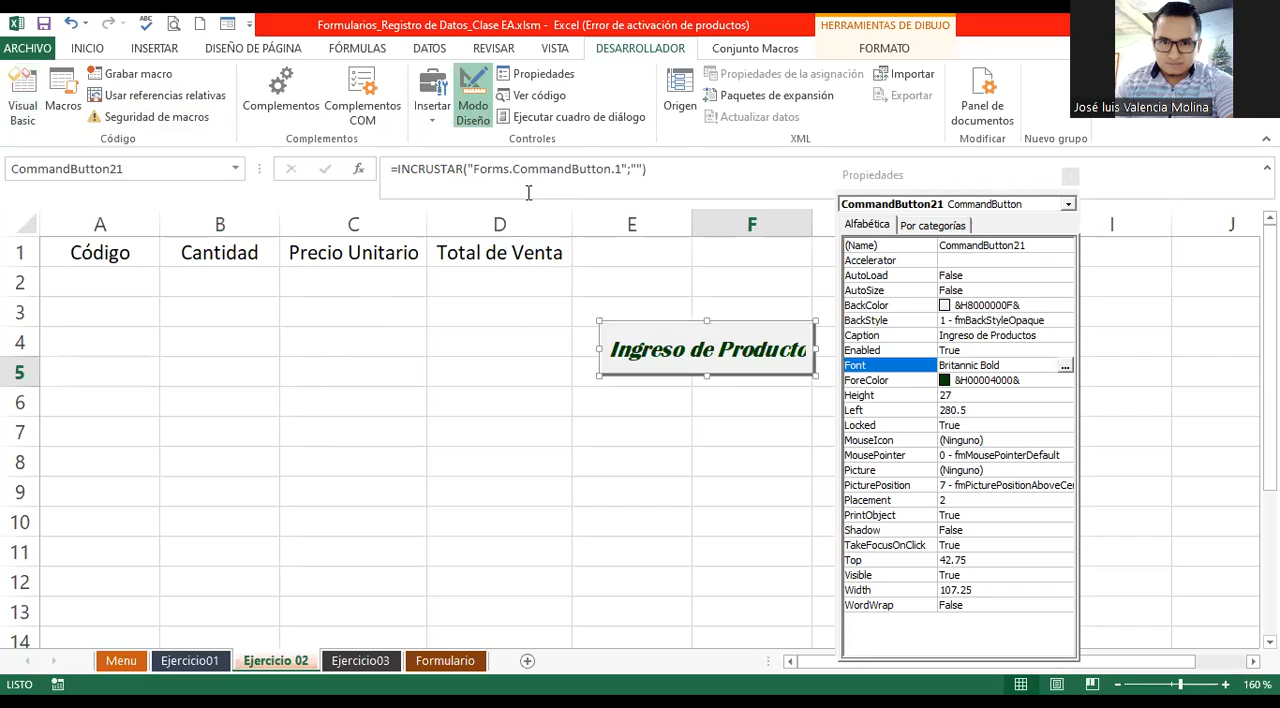 Formularios_Registro de Datos_Clase EA.xlsm - Excel (Error de activación de productos)
HERRAMIENTAS DE DIBUJO
ARCHIVO INICIO INSERTAR DISEÑO DE PÁGINA FÓRMULAS DATOS REVISAR VISTA DESARROLLADOR Conjunto Macros FORMATO
Visual Basic
Macros
Grabar macro
Usar referencias relativas
Seguridad de macros
Código
Complementos
Complementos COM
Complementos
Insertar
Modo Diseño
Propiedades
Ver código
Ejecutar cuadro de diálogo
Controles
Origen
Propiedades de la asignación
Paquetes de expansión
Actualizar datos
Importar
Exportar
XML
Panel de documentos
Modificar
Nuevo grupo
José luis Valencia Molina
CommandButton21
fx
=INCRUSTAR("Forms.CommandButton.1";"")
A B C D E F I J
1 Código Cantidad Precio Unitario Total de Venta
2
3
4
5
6
7
8
9
10
11
12
13
14
Ingreso de Producto
Propiedades
CommandButton21 CommandButton
Alfabética Por categorías
(Name) CommandButton21
Accelerator
AutoLoad False
AutoSize False
BackColor &H8000000F&
BackStyle 1 - fmBackStyleOpaque
Caption Ingreso de Productos
Enabled True
Font Britannic Bold ...
ForeColor &H00004000&
Height 27
Left 280.5
Locked True
MouseIcon (Ninguno)
MousePointer 0 - fmMousePointerDefault
Picture (Ninguno)
PicturePosition 7 - fmPicturePositionAboveCe
Placement 2
PrintObject True
Shadow False
TakeFocusOnClick True
Top 42.75
Visible True
Width 107.25
WordWrap False
Menu Ejercicio01 Ejercicio 02 Ejercicio03 Formulario
LISTO
160 %